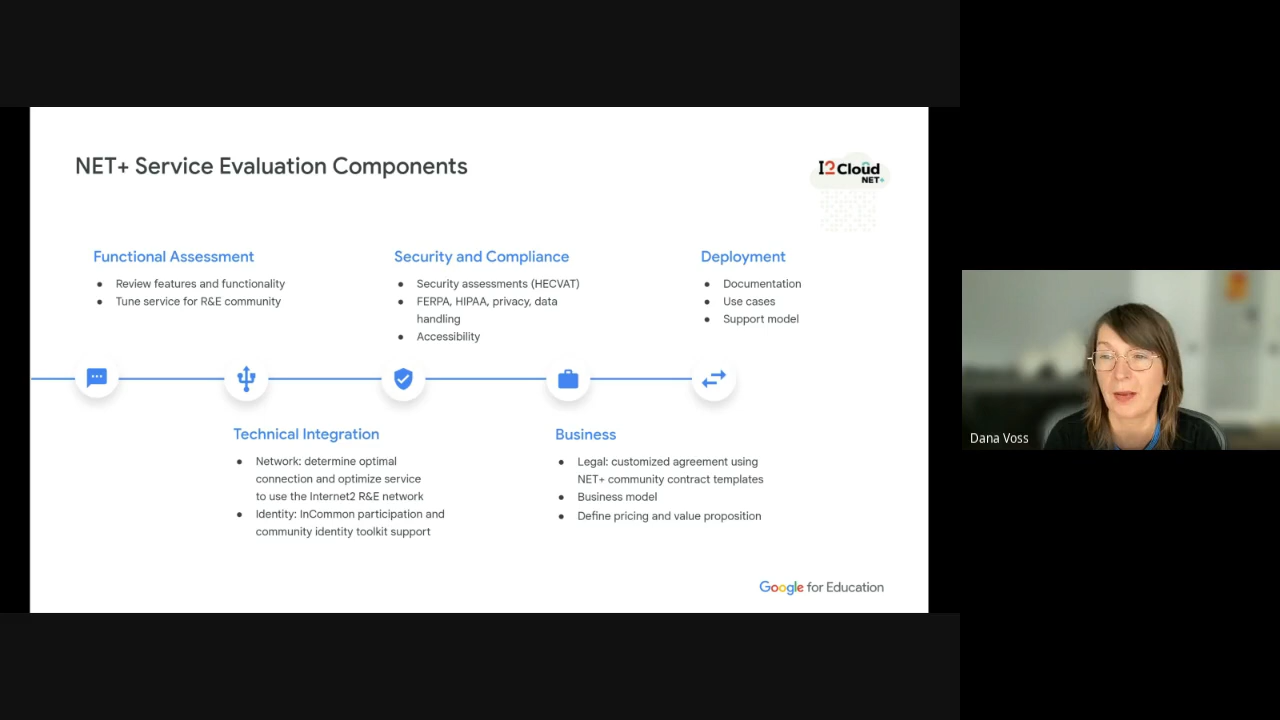 NET+ Service Evaluation Components
I2 Cloud
NET+
Functional Assessment
Review features and functionality
Tune service for R&E community
Security and Compliance
Security assessments (HECVAT)
FERPA, HIPAA, privacy, data
handling
Accessibility
Deployment
Documentation
Use cases
Support model
Technical Integration
Network: determine optimal
connection and optimize service
to use the Internet2 R&E network
Identity: InCommon participation and
community identity toolkit support
Business
Legal: customized agreement using
NET+ community contract templates
Business model
Define pricing and value proposition
Google for Education
Dana Voss